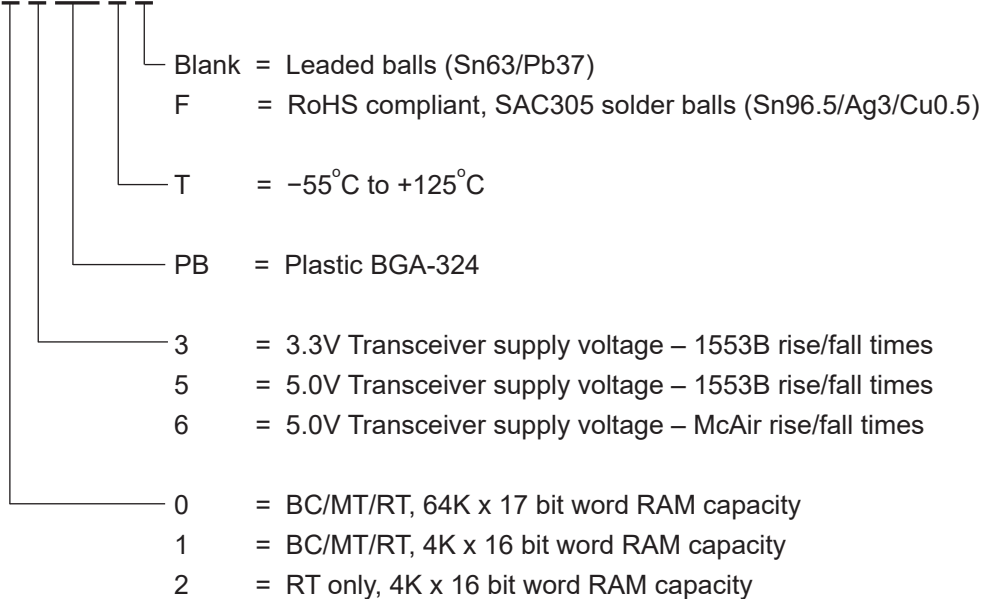 Blank = Leaded balls (Sn63/Pb37)
F = RoHS compliant, SAC305 solder balls (Sn96.5/Ag3/Cu0.5)
T = −55°C to +125°C
PB = Plastic BGA-324
3 = 3.3V Transceiver supply voltage – 1553B rise/fall times
5 = 5.0V Transceiver supply voltage – 1553B rise/fall times
6 = 5.0V Transceiver supply voltage – McAir rise/fall times
0 = BC/MT/RT, 64K x 17 bit word RAM capacity
1 = BC/MT/RT, 4K x 16 bit word RAM capacity
2 = RT only, 4K x 16 bit word RAM capacity